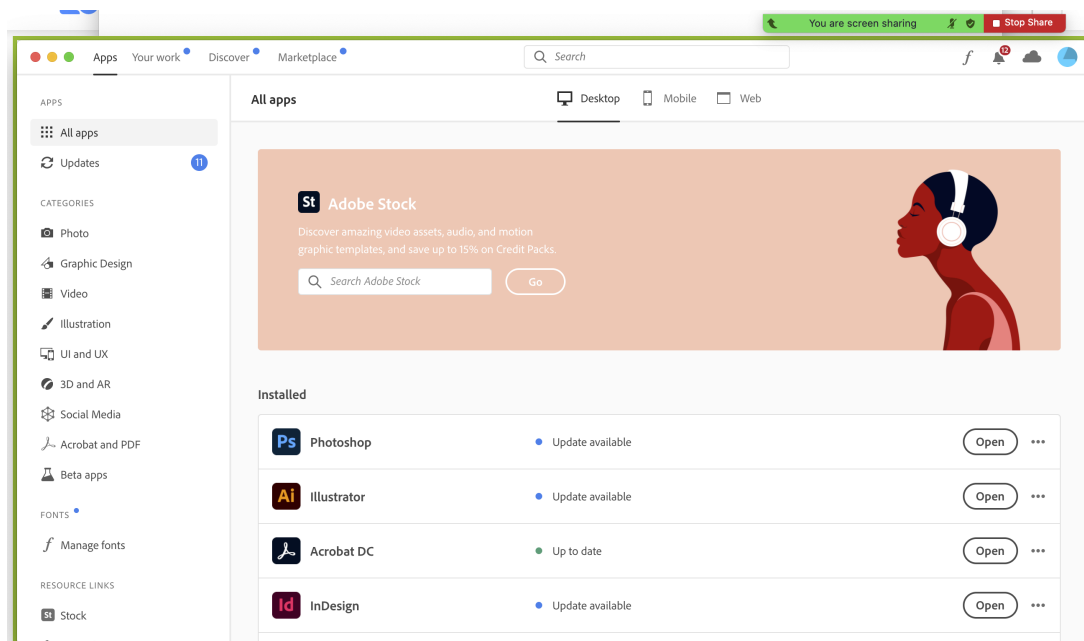 You are screen sharing
Stop Share
Apps Your work Discover Marketplace
Search
12
APPS
All apps
Updates 11
CATEGORIES
Photo
Graphic Design
Video
Illustration
UI and UX
3D and AR
Social Media
Acrobat and PDF
Beta apps
FONTS
Manage fonts
RESOURCE LINKS
St Stock
All apps
Desktop Mobile Web
St Adobe Stock
Discover amazing video assets, audio, and motion
graphic templates, and save up to 15% on Credit Packs.
Search Adobe Stock Go
Installed
Ps Photoshop Update available Open
Ai Illustrator Update available Open
Acrobat DC Up to date Open
Id InDesign Update available Open